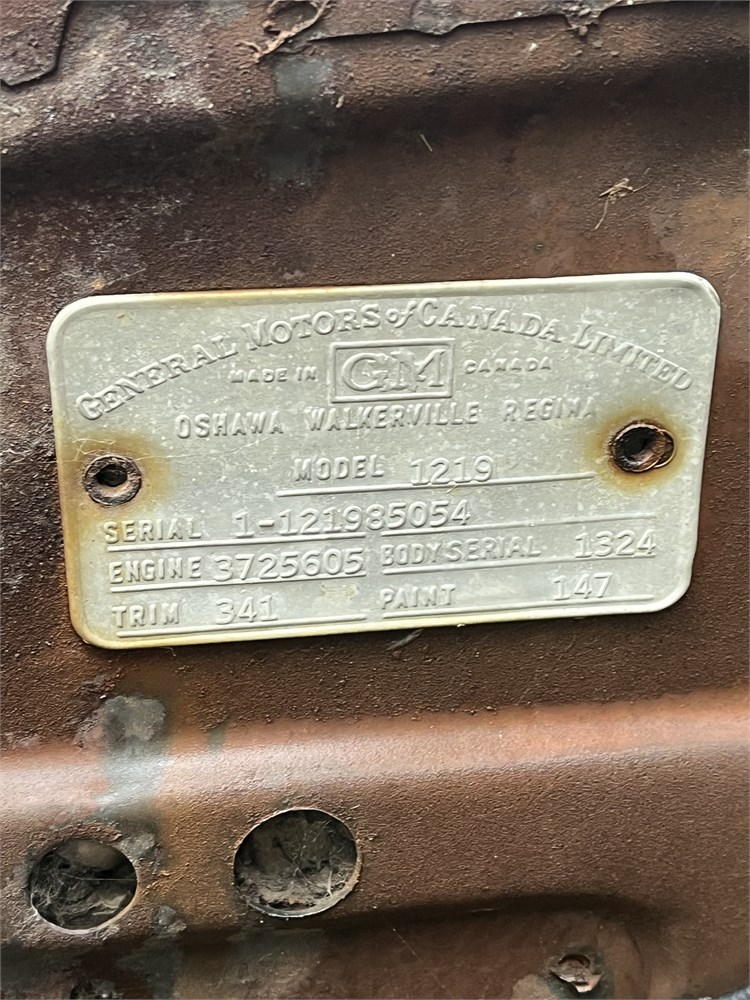 GENERAL MOTORS of CANADA LIMITED
MADE IN GM CANADA
OSHAWA WALKERVILLE REGINA
MODEL 1219
SERIAL 1-121985054
ENGINE 3725605 BODY SERIAL 1324
TRIM 341 PAINT 147